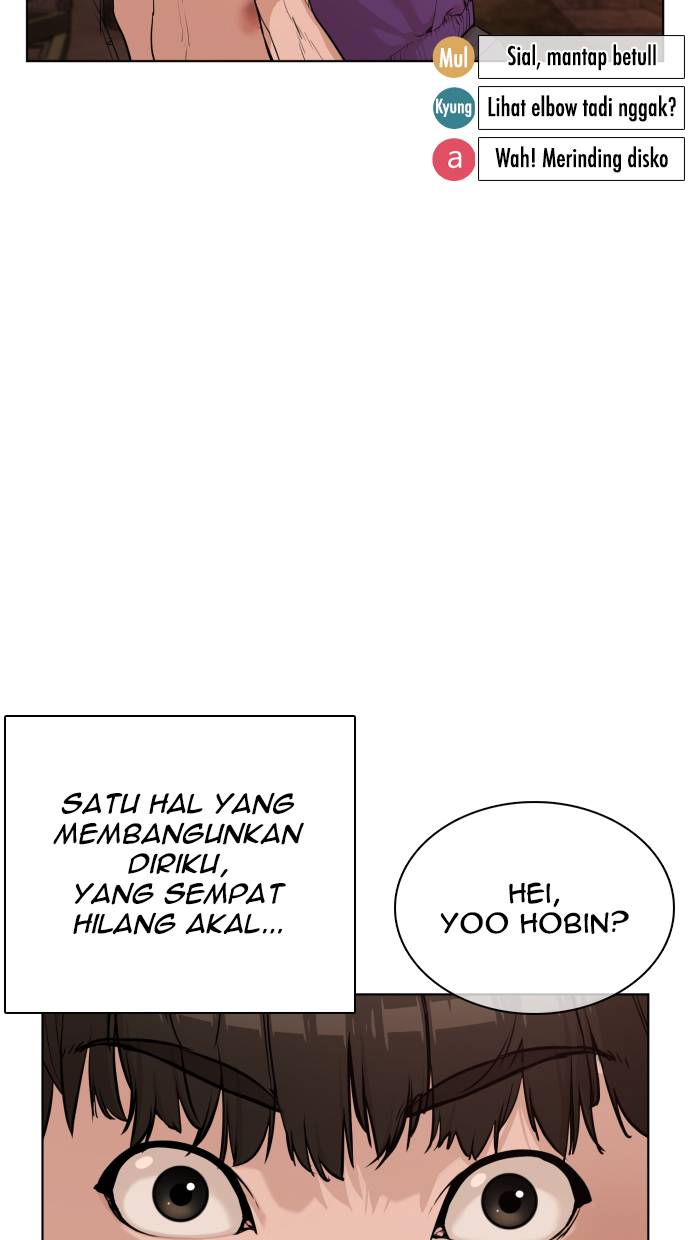 Mul Sial, mantap betull
Kyung Lihat elbow tadi nggak?
a Wah! Merinding disko
SATU HAL YANG
MEMBANGUNKAN
DIRIKU,
YANG SEMPAT
HILANG AKAL...
HEI,
YOO HOBIN?